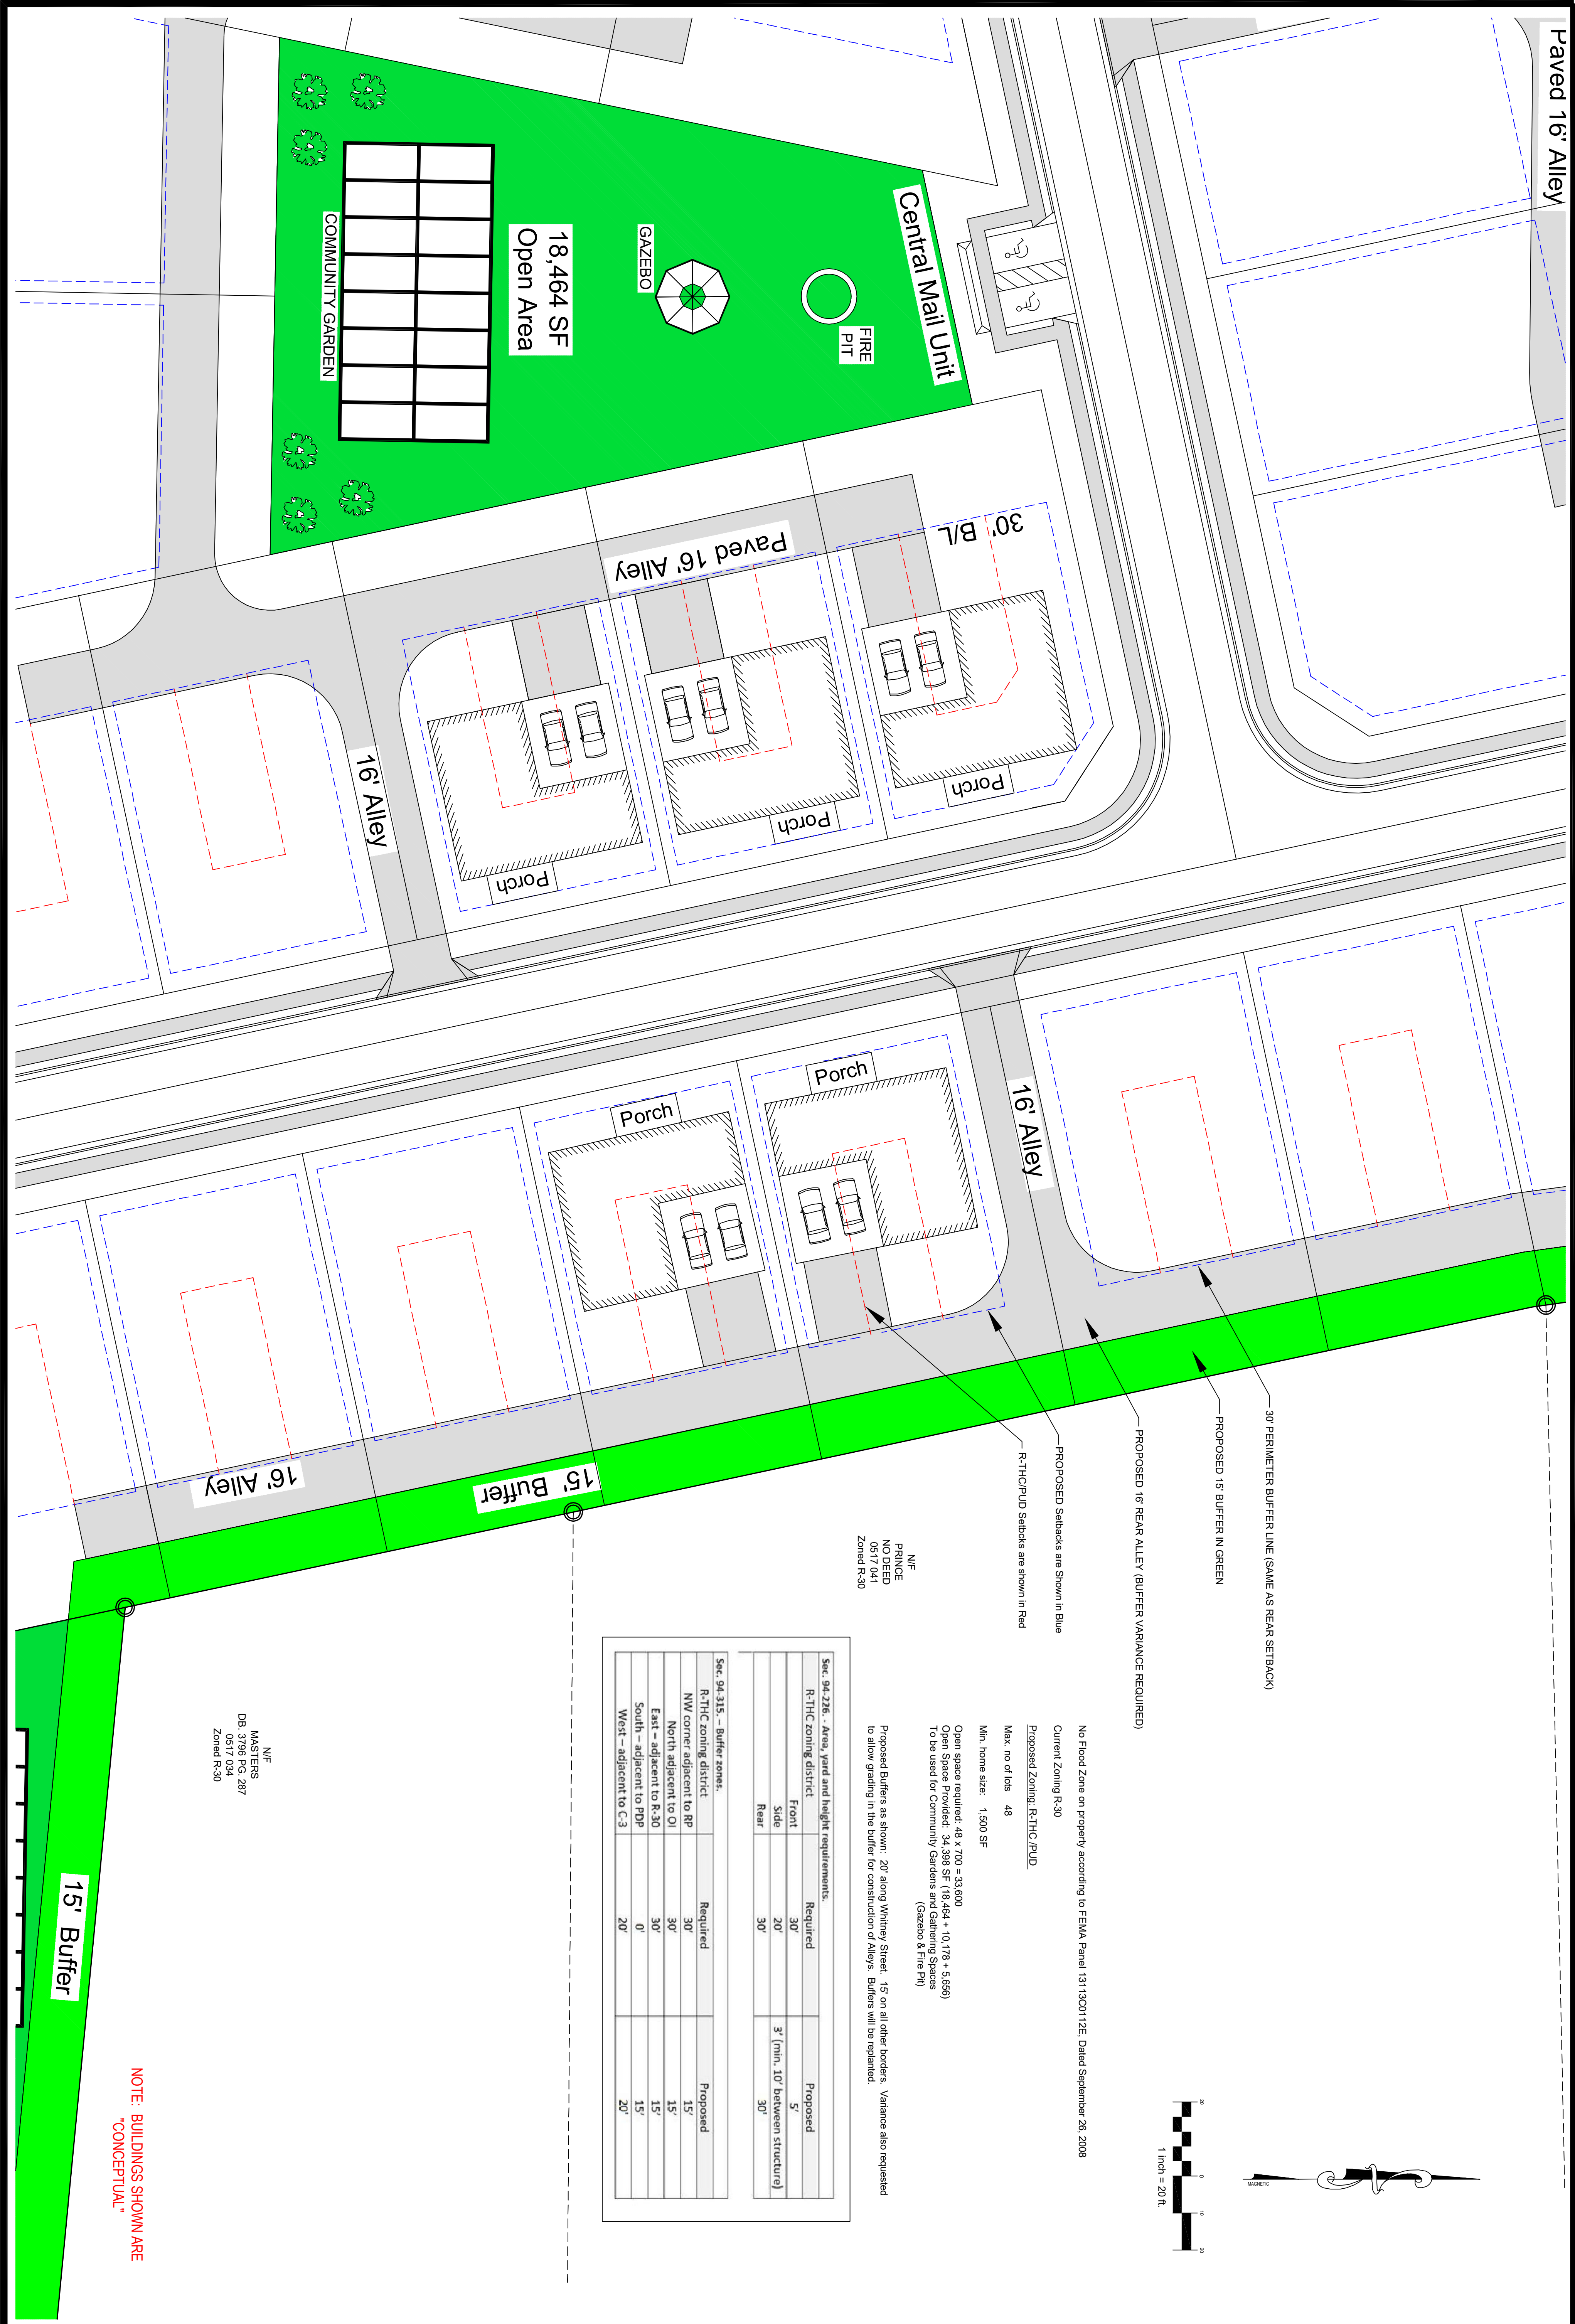 Paved 16' Alley
Central Mail Unit
FIRE
PIT
GAZEBO
18,464 SF
Open Area
COMMUNITY GARDEN
30' B/L
Paved 16' Alley
Porch
Porch
Porch
16' Alley
Porch
Porch
16' Alley
16' Alley
15' Buffer
15' Buffer
30' PERIMETER BUFFER LINE (SAME AS REAR SETBACK)
PROPOSED 15' BUFFER IN GREEN
PROPOSED 16' REAR ALLEY (BUFFER VARIANCE REQUIRED)
PROPOSED Setbacks are Shown in Blue
R-THC/PUD Setbcks are shown in Red
N/F
PRINCE
NO DEED
0517 041
Zoned R-30
N/F
MASTERS
DB. 3796 PG. 287
0517 034
Zoned R-30
No Flood Zone on property according to FEMA Panel 13113C0112E, Dated September 26, 2008
Current Zoning R-30
Proposed Zoning: R-THC /PUD
Max. no of lots 48
Min. home size: 1,500 SF
Open space required: 48 x 700 = 33,600
Open Space Provided: 34,398 SF (18,464 + 10,178 + 5,656)
To be used for Community Gardens and Gathering Spaces
(Gazebo & Fire Pit)
Proposed Buffers as shown: 20' along Whitney Street. 15' on all other borders. Variance also requested
to allow grading in the buffer for construction of Alleys. Buffers will be replanted.
Sec. 94-226. - Area, yard and height requirements.
R-THC zoning district Required Proposed
Front 30' 5'
Side 20' 3' (min. 10' between structure)
Rear 30' 30'
Sec. 94-315. – Buffer zones.
R-THC zoning district Required Proposed
NW corner adjacent to RP 30' 15'
North adjacent to OI 30' 15'
East – adjacent to R-30 30' 15'
South – adjacent to PDP 0' 15'
West – adjacent to C-3 20' 20'
20 0 10 20
1 inch = 20 ft.
MAGNETIC
NOTE: BUILDINGS SHOWN ARE
"CONCEPTUAL"